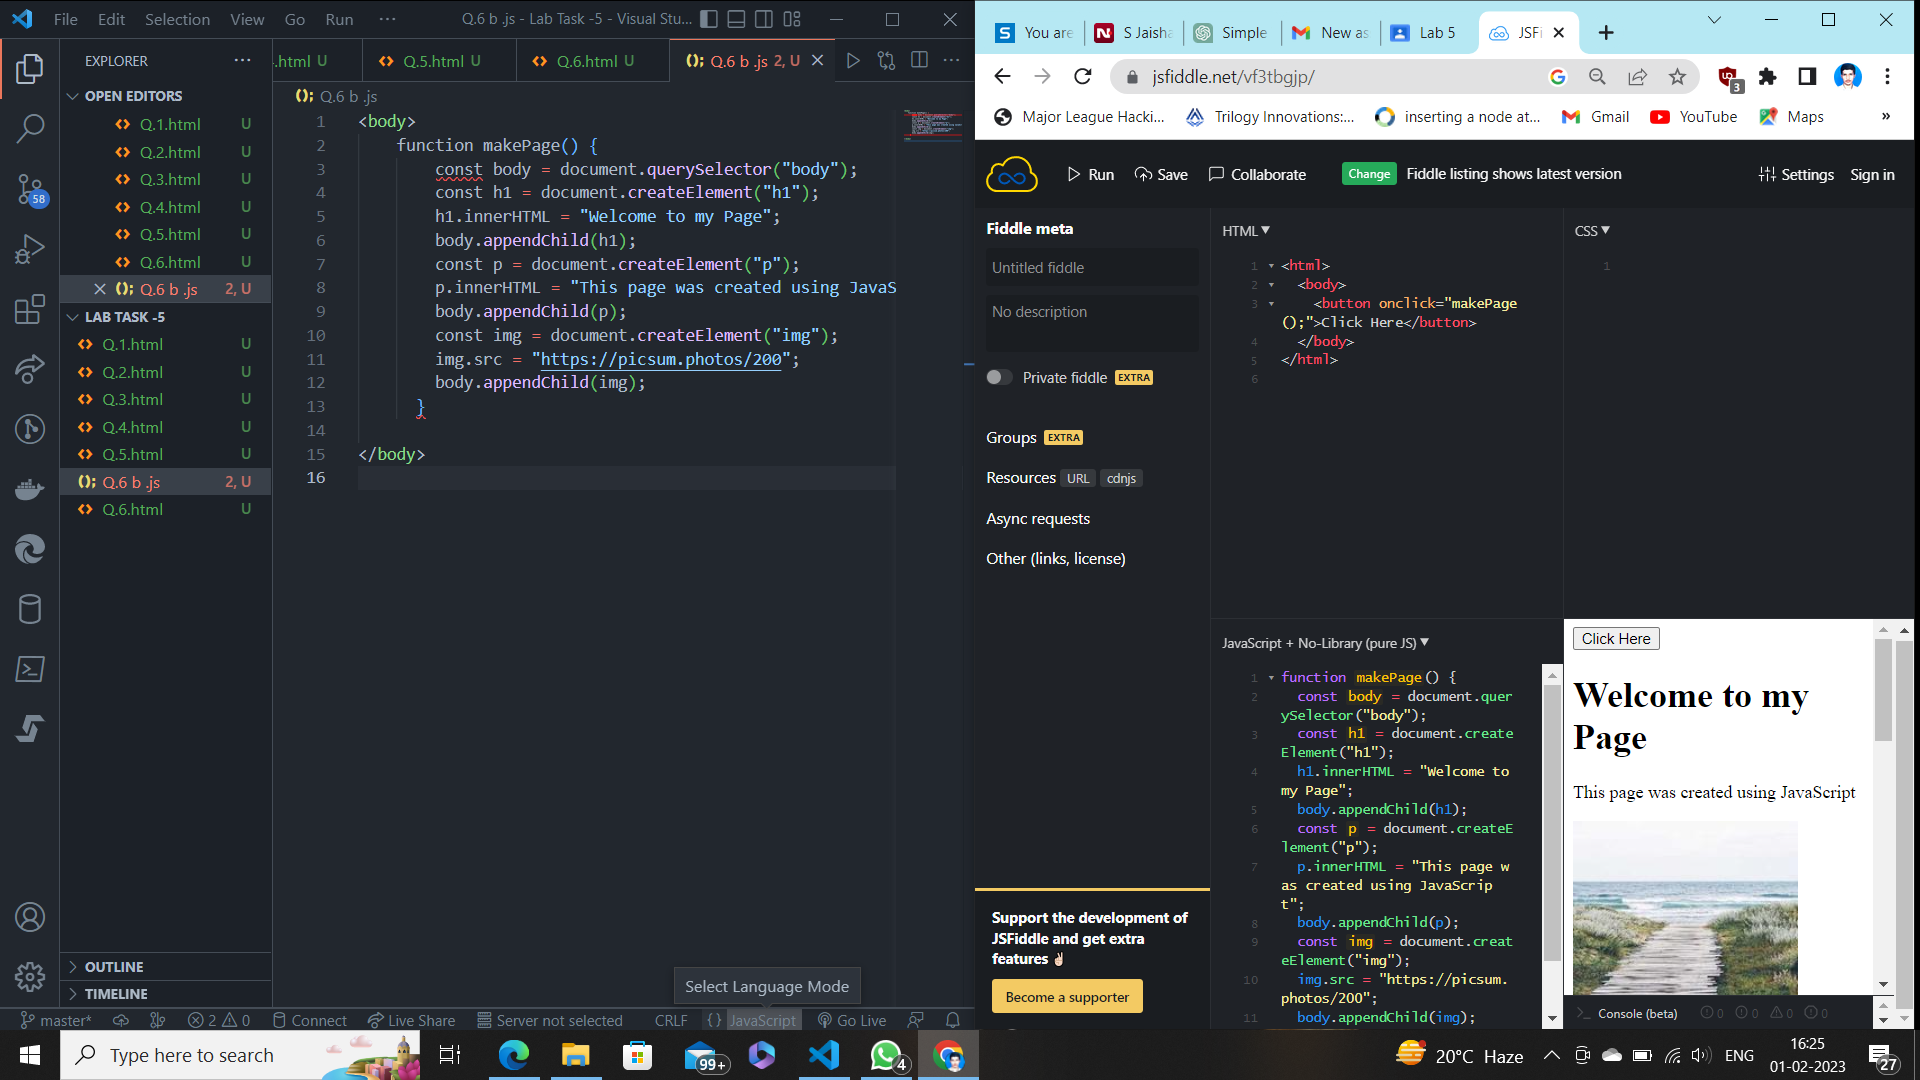 File Edit Selection View Go Run ··· Q.6 b .js - Lab Task -5 - Visual Stu...
EXPLORER ···
OPEN EDITORS
Q.1.html U
Q.2.html U
Q.3.html U
Q.4.html U
Q.5.html U
Q.6.html U
Q.6 b .js 2, U
LAB TASK -5
Q.1.html U
Q.2.html U
Q.3.html U
Q.4.html U
Q.5.html U
Q.6 b .js 2, U
Q.6.html U
OUTLINE
TIMELINE
58
.html U Q.5.html U Q.6.html U Q.6 b .js 2, U
Q.6 b .js
1 <body>
2 function makePage() {
3 const body = document.querySelector("body");
4 const h1 = document.createElement("h1");
5 h1.innerHTML = "Welcome to my Page";
6 body.appendChild(h1);
7 const p = document.createElement("p");
8 p.innerHTML = "This page was created using JavaS
9 body.appendChild(p);
10 const img = document.createElement("img");
11 img.src = "https://picsum.photos/200";
12 body.appendChild(img);
13 }
14
15 </body>
16
Select Language Mode
master* 2 0 Connect Live Share Server not selected CRLF { } JavaScript Go Live
You are S Jaisha Simple New as Lab 5 JSFi
jsfiddle.net/vf3tbgjp/
3
Major League Hacki... Trilogy Innovations:... inserting a node at... Gmail YouTube Maps »
Run Save Collaborate Change Fiddle listing shows latest version Settings Sign in
Fiddle meta
Untitled fiddle
No description
Private fiddle EXTRA
Groups EXTRA
Resources URL cdnjs
Async requests
Other (links, license)
Support the development of
JSFiddle and get extra
features ✌
Become a supporter
HTML ▼
1 <html>
2 <body>
3 <button onclick="makePage
();">Click Here</button>
4 </body>
5 </html>
6
CSS ▼
1
JavaScript + No-Library (pure JS) ▼
1 function makePage() {
2 const body = document.quer
ySelector("body");
3 const h1 = document.create
Element("h1");
4 h1.innerHTML = "Welcome to
my Page";
5 body.appendChild(h1);
6 const p = document.createE
lement("p");
7 p.innerHTML = "This page w
as created using JavaScrip
t";
8 body.appendChild(p);
9 const img = document.creat
eElement("img");
10 img.src = "https://picsum.
photos/200";
11 body.appendChild(img);
Click Here
Welcome to my
Page
This page was created using JavaScript
Console (beta) 0 0 0 0
Type here to search 99+ 4 20°C Haze ENG 16:25
01-02-2023
27